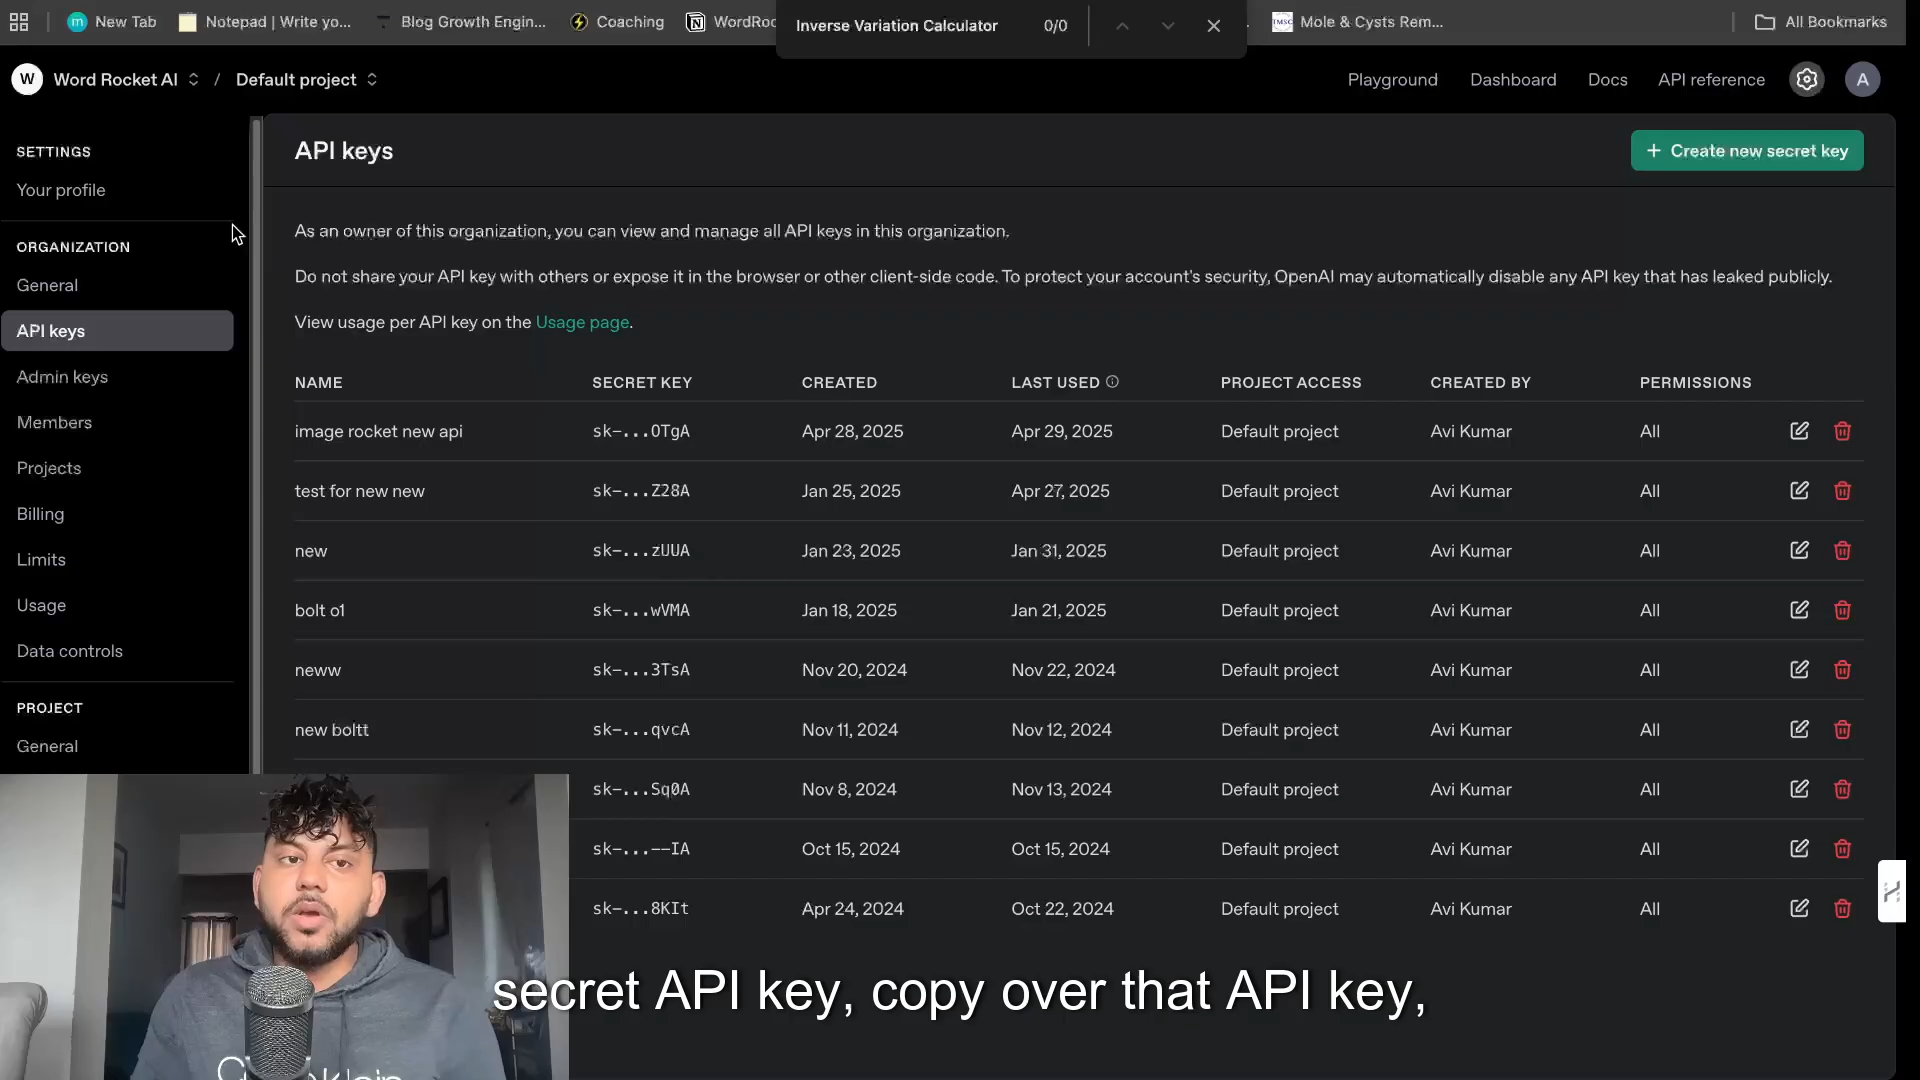 New Tab
Notepad | Write yo...
Blog Growth Engin...
Coaching
WordRoc
Inverse Variation Calculator
0/0
Mole & Cysts Rem...
All Bookmarks
W
Word Rocket AI
/
Default project
Playground
Dashboard
Docs
API reference
A
SETTINGS
Your profile
ORGANIZATION
General
API keys
Admin keys
Members
Projects
Billing
Limits
Usage
Data controls
PROJECT
General
API keys
+ Create new secret key
As an owner of this organization, you can view and manage all API keys in this organization.
Do not share your API key with others or expose it in the browser or other client-side code. To protect your account's security, OpenAI may automatically disable any API key that has leaked publicly.
View usage per API key on the Usage page.
NAME SECRET KEY CREATED LAST USED PROJECT ACCESS CREATED BY PERMISSIONS
image rocket new api sk-...OTgA Apr 28, 2025 Apr 29, 2025 Default project Avi Kumar All
test for new new sk-...Z28A Jan 25, 2025 Apr 27, 2025 Default project Avi Kumar All
new sk-...zUUA Jan 23, 2025 Jan 31, 2025 Default project Avi Kumar All
bolt o1 sk-...wVMA Jan 18, 2025 Jan 21, 2025 Default project Avi Kumar All
neww sk-...3TsA Nov 20, 2024 Nov 22, 2024 Default project Avi Kumar All
new boltt sk-...qvcA Nov 11, 2024 Nov 12, 2024 Default project Avi Kumar All
sk-...Sq0A Nov 8, 2024 Nov 13, 2024 Default project Avi Kumar All
sk-...--IA Oct 15, 2024 Oct 15, 2024 Default project Avi Kumar All
sk-...8KIt Apr 24, 2024 Oct 22, 2024 Default project Avi Kumar All
secret API key, copy over that API key,